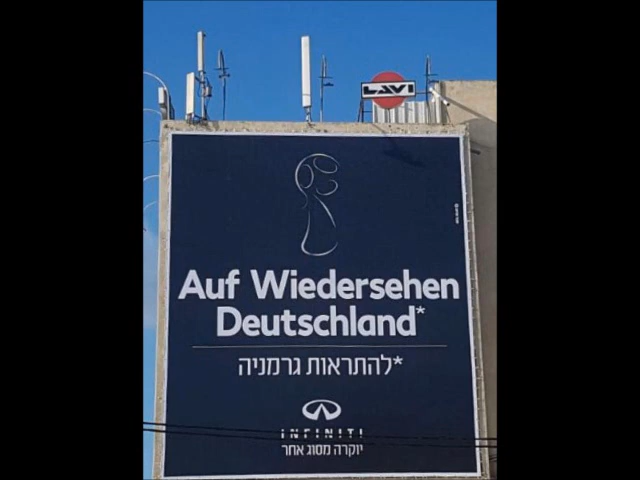 LAVI
Auf Wiedersehen
Deutschland*
*להתראות גרמניה
INFINITI
יוקרה מסוג אחר